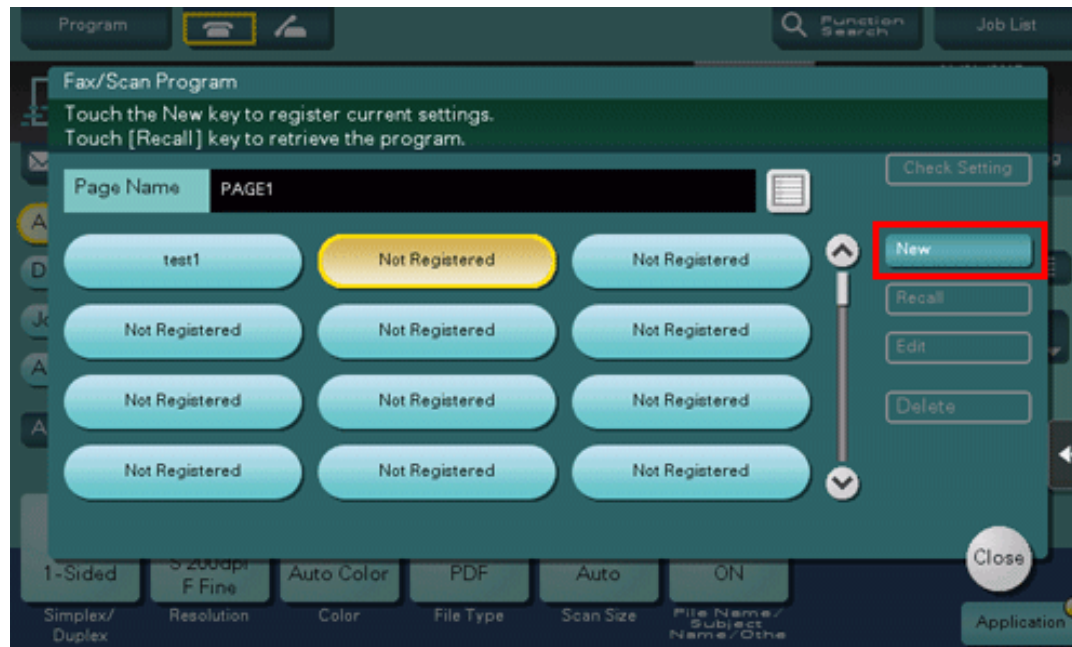 Program
Function
Search
Job List
Fax/Scan Program
Touch the New key to register current settings.
Touch [Recall] key to retrieve the program.
Check Setting
Page Name
PAGE1
New
test1
Not Registered
Not Registered
Recall
Not Registered
Not Registered
Not Registered
Edit
Not Registered
Not Registered
Not Registered
Delete
Not Registered
Not Registered
Not Registered
Close
1-Sided
S 200dpi
F Fine
Auto Color
PDF
Auto
ON
Simplex/
Duplex
Resolution
Color
File Type
Scan Size
File Name/
Subject
Name/Othe
Application